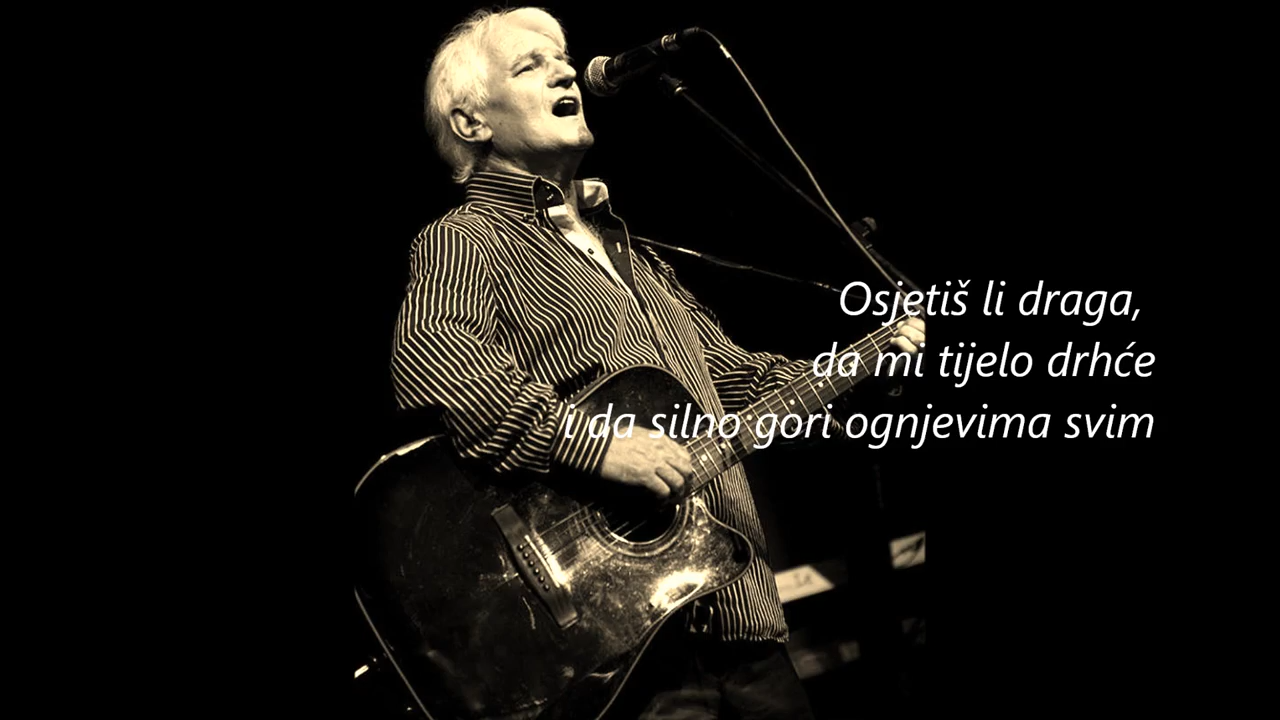 Osjetiš li draga,
da mi tijelo drhće
i da silno gori ognjevima svim